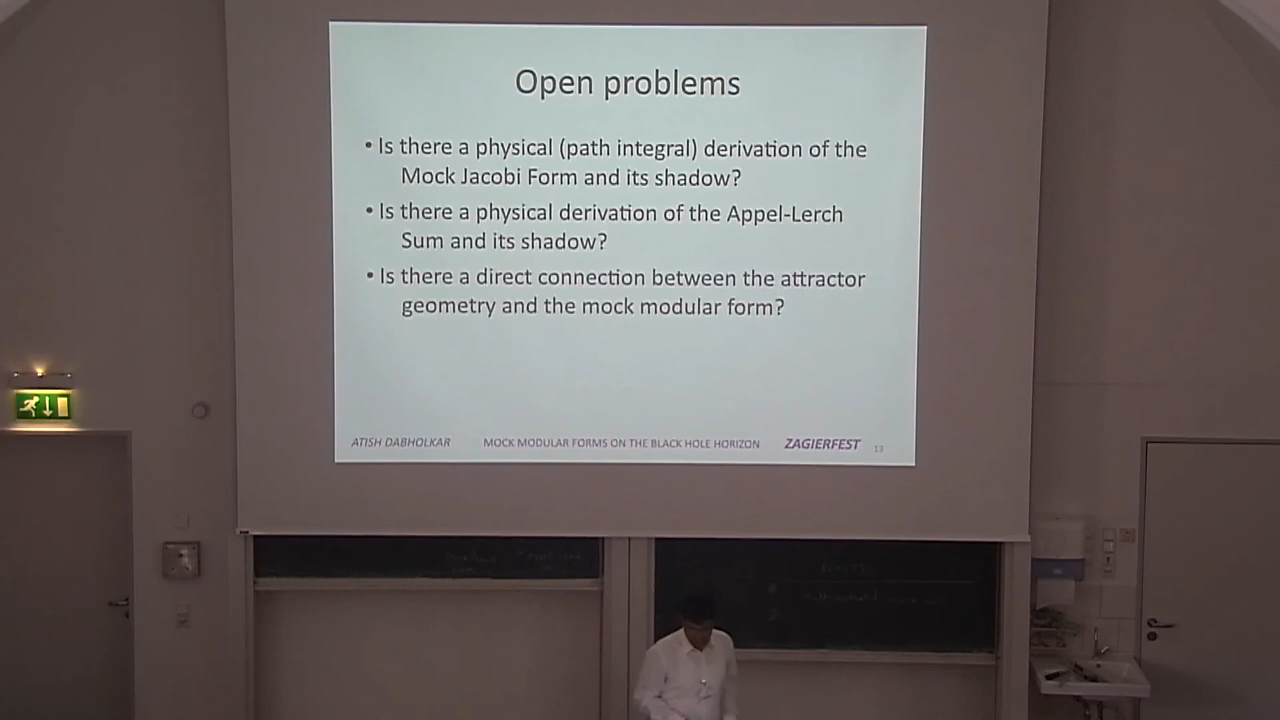 Open problems
• Is there a physical (path integral) derivation of the
Mock Jacobi Form and its shadow?
• Is there a physical derivation of the Appel-Lerch
Sum and its shadow?
• Is there a direct connection between the attractor
geometry and the mock modular form?
ATISH DABHOLKAR MOCK MODULAR FORMS ON THE BLACK HOLE HORIZON ZAGIERFEST 13